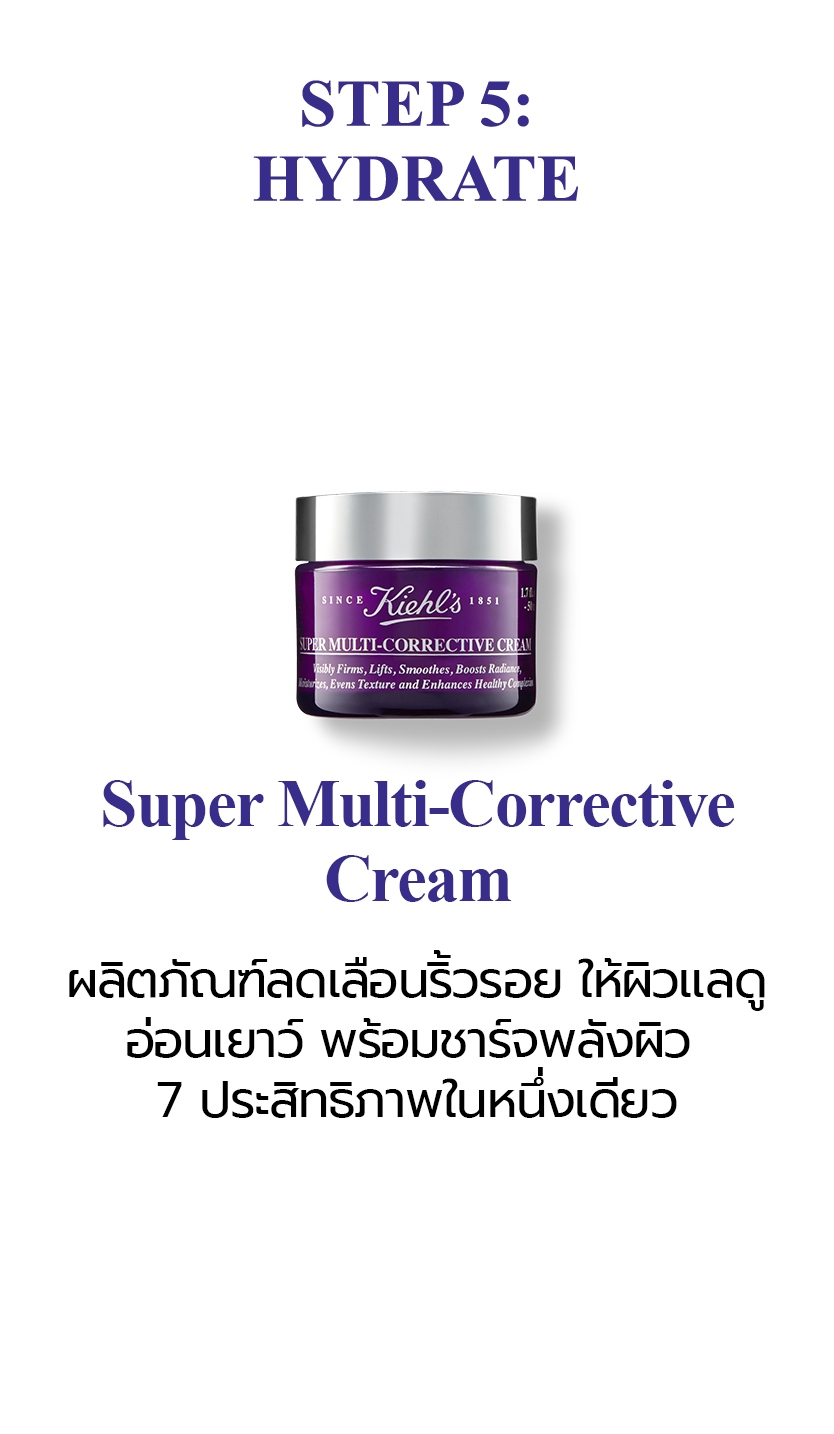 STEP 5:
HYDRATE
SINCE Kiehl's 1851
1.7 fl.
SUPER MULTI-CORRECTIVE CREAM
Visibly Firms, Lifts, Smoothes, Boosts Radiance,
Moisturizes, Evens Texture and Enhances Healthy Complexion
Super Multi-Corrective
Cream
ผลิตภัณฑ์ลดเลือนริ้วรอย ให้ผิวแลดู
อ่อนเยาว์ พร้อมชาร์จพลังผิว
7 ประสิทธิภาพในหนึ่งเดียว